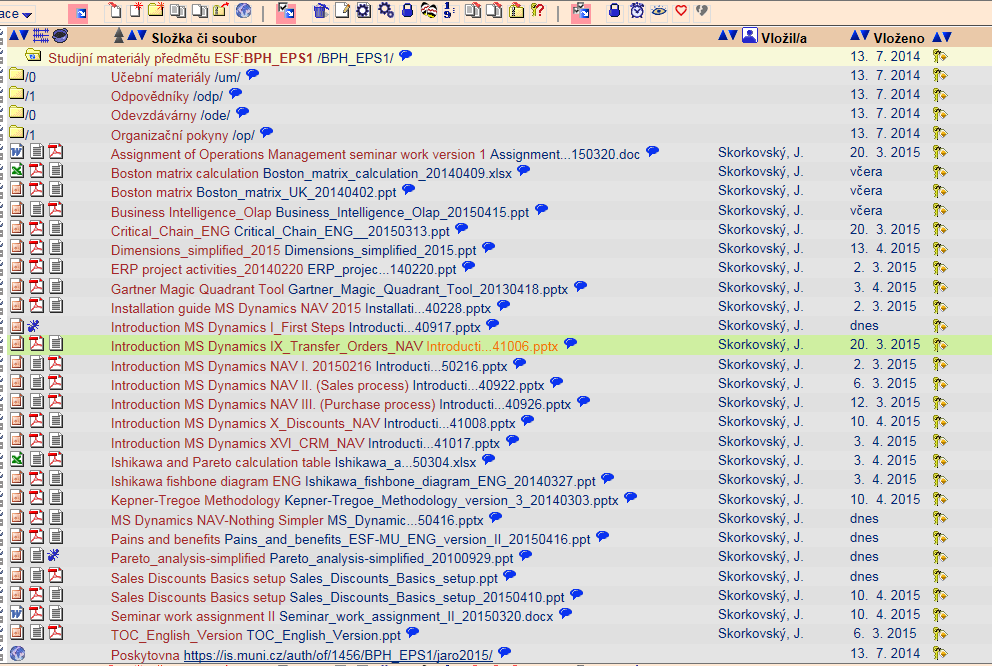 ace
Složka či soubor Vložil/a Vloženo
Studijní materiály předmětu ESF:BPH_EPS1 /BPH_EPS1/ 13. 7. 2014
/0 Učební materiály /um/ 13. 7. 2014
/1 Odpovědníky /odp/ 13. 7. 2014
/0 Odevzdávárny /ode/ 13. 7. 2014
/1 Organizační pokyny /op/ 13. 7. 2014
Assignment of Operations Management seminar work version 1 Assignment...150320.doc Skorkovský, J. 20. 3. 2015
Boston matrix calculation Boston_matrix_calculation_20140409.xlsx Skorkovský, J. včera
Boston matrix Boston_matrix_UK_20140402.ppt Skorkovský, J. včera
Business Intelligence_Olap Business_Intelligence_Olap_20150415.ppt Skorkovský, J. včera
Critical_Chain_ENG Critical_Chain_ENG__20150313.ppt Skorkovský, J. 20. 3. 2015
Dimensions_simplified_2015 Dimensions_simplified_2015.ppt Skorkovský, J. 13. 4. 2015
ERP project activities_20140220 ERP_projec...140220.ppt Skorkovský, J. 2. 3. 2015
Gartner Magic Quadrant Tool Gartner_Magic_Quadrant_Tool_20130418.pptx Skorkovský, J. 3. 4. 2015
Installation guide MS Dynamics NAV 2015 Installati...40228.pptx Skorkovský, J. 2. 3. 2015
Introduction MS Dynamics I_First Steps Introducti...40917.pptx Skorkovský, J. dnes
Introduction MS Dynamics IX_Transfer_Orders_NAV Introducti...41006.pptx Skorkovský, J. 20. 3. 2015
Introduction MS Dynamics NAV I. 20150216 Introducti...50216.pptx Skorkovský, J. 2. 3. 2015
Introduction MS Dynamics NAV II. (Sales process) Introducti...40922.pptx Skorkovský, J. 6. 3. 2015
Introduction MS Dynamics NAV III. (Purchase process) Introducti...40926.pptx Skorkovský, J. 12. 3. 2015
Introduction MS Dynamics X_Discounts_NAV Introducti...41008.pptx Skorkovský, J. 10. 4. 2015
Introduction MS Dynamics XVI_CRM_NAV Introducti...41017.pptx Skorkovský, J. 3. 4. 2015
Ishikawa and Pareto calculation table Ishikawa_a...50304.xlsx Skorkovský, J. 3. 4. 2015
Ishikawa fishbone diagram ENG Ishikawa_fishbone_diagram_ENG_20140327.ppt Skorkovský, J. 3. 4. 2015
Kepner-Tregoe Methodology Kepner-Tregoe_Methodology_version_3_20140303.pptx Skorkovský, J. 10. 4. 2015
MS Dynamics NAV-Nothing Simpler MS_Dynamic...50416.pptx Skorkovský, J. dnes
Pains and benefits Pains_and_benefits_ESF-MU_ENG_version_II_20150416.ppt Skorkovský, J. dnes
Pareto_analysis-simplified Pareto_analysis-simplified_20100929.ppt Skorkovský, J. dnes
Sales Discounts Basics setup Sales_Discounts_Basics_setup.ppt Skorkovský, J. dnes
Sales Discounts Basics setup Sales_Discounts_Basics_setup_20150410.ppt Skorkovský, J. 10. 4. 2015
Seminar work assignment II Seminar_work_assignment_II_20150320.docx Skorkovský, J. 10. 4. 2015
TOC_English_Version TOC_English_Version.ppt Skorkovský, J. 6. 3. 2015
Poskytovna https://is.muni.cz/auth/of/1456/BPH_EPS1/jaro2015/ 13. 7. 2014